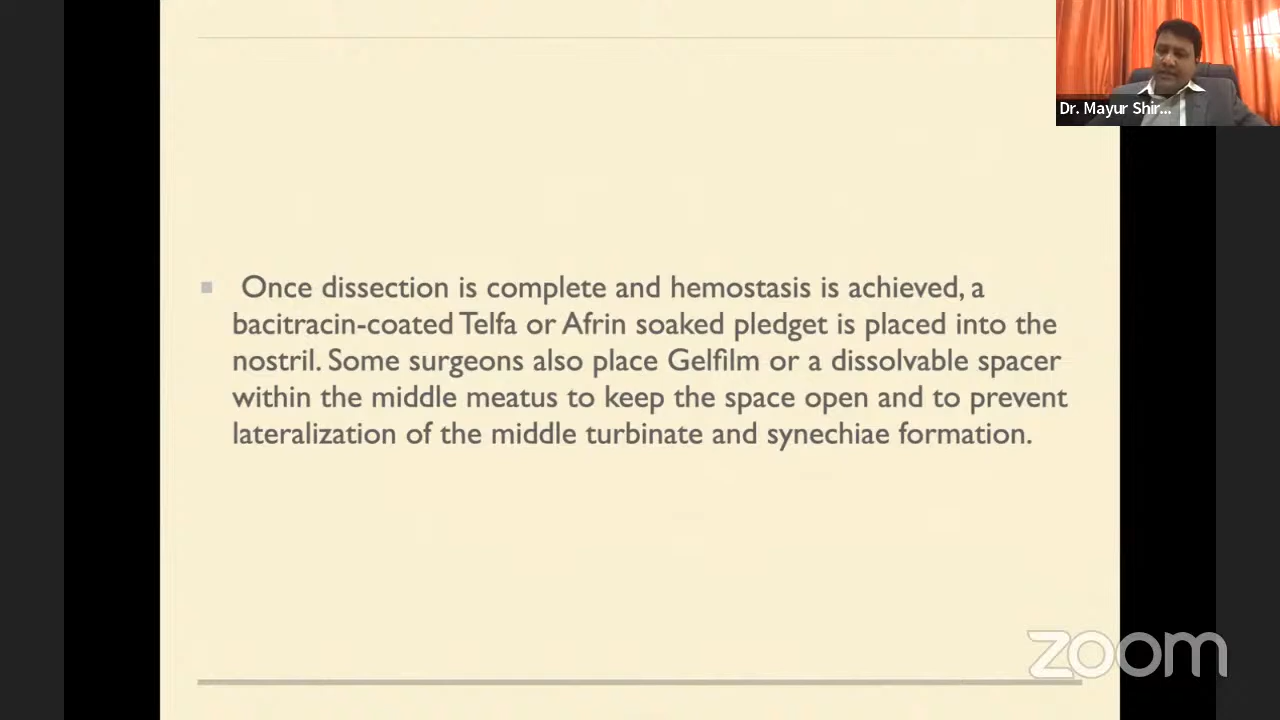 Dr. Mayur Shir...
Once dissection is complete and hemostasis is achieved, a
bacitracin-coated Telfa or Afrin soaked pledget is placed into the
nostril. Some surgeons also place Gelfilm or a dissolvable spacer
within the middle meatus to keep the space open and to prevent
lateralization of the middle turbinate and synechiae formation.
zoom